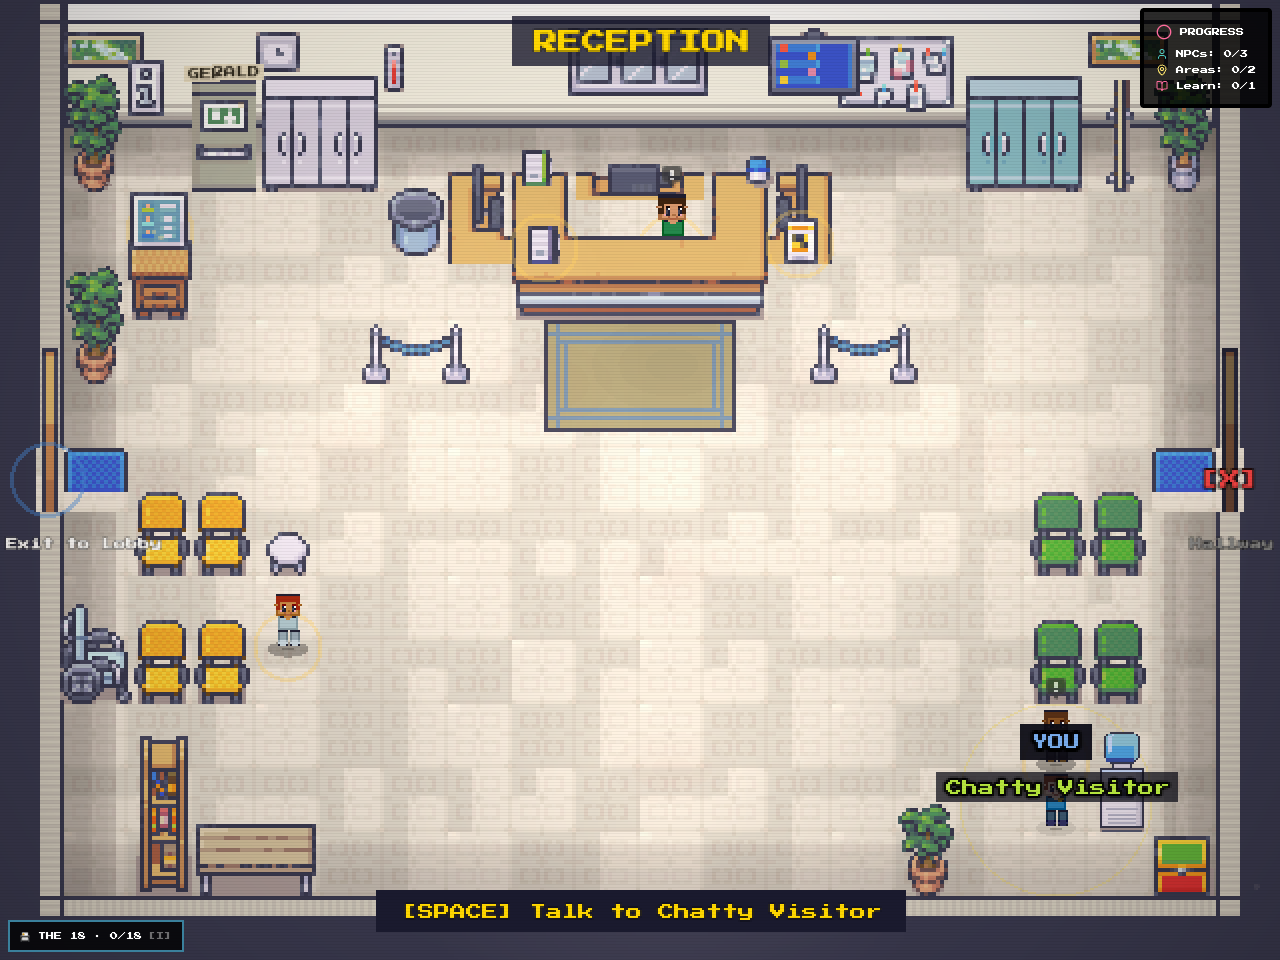 RECEPTION
PROGRESS
NPCs: 0/3
Areas: 0/2
Learn: 0/1
GERALD
[X]
Exit to Lobby
Hallway
YOU
Chatty Visitor
[SPACE] Talk to Chatty Visitor
THE 18 · 0/18 [I]